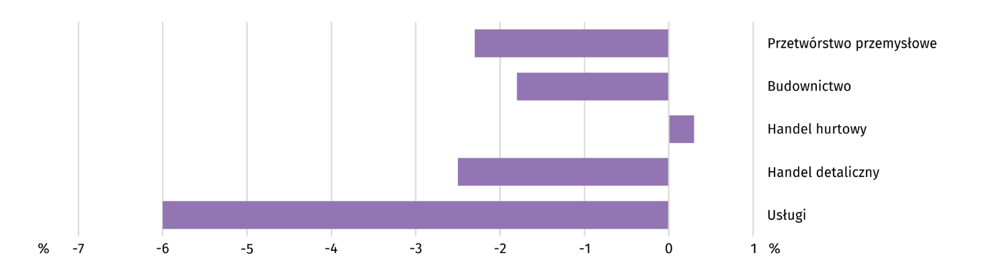 Przetwórstwo przemysłowe
Budownictwo
Handel hurtowy
Handel detaliczny
Usługi
% -7 -6 -5 -4 -3 -2 -1 0 1 %